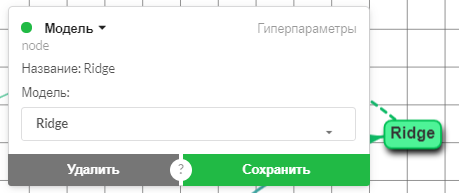 Модель
Гиперпараметры
node
Название: Ridge
Модель:
Ridge
Ridge
Удалить
?
Сохранить